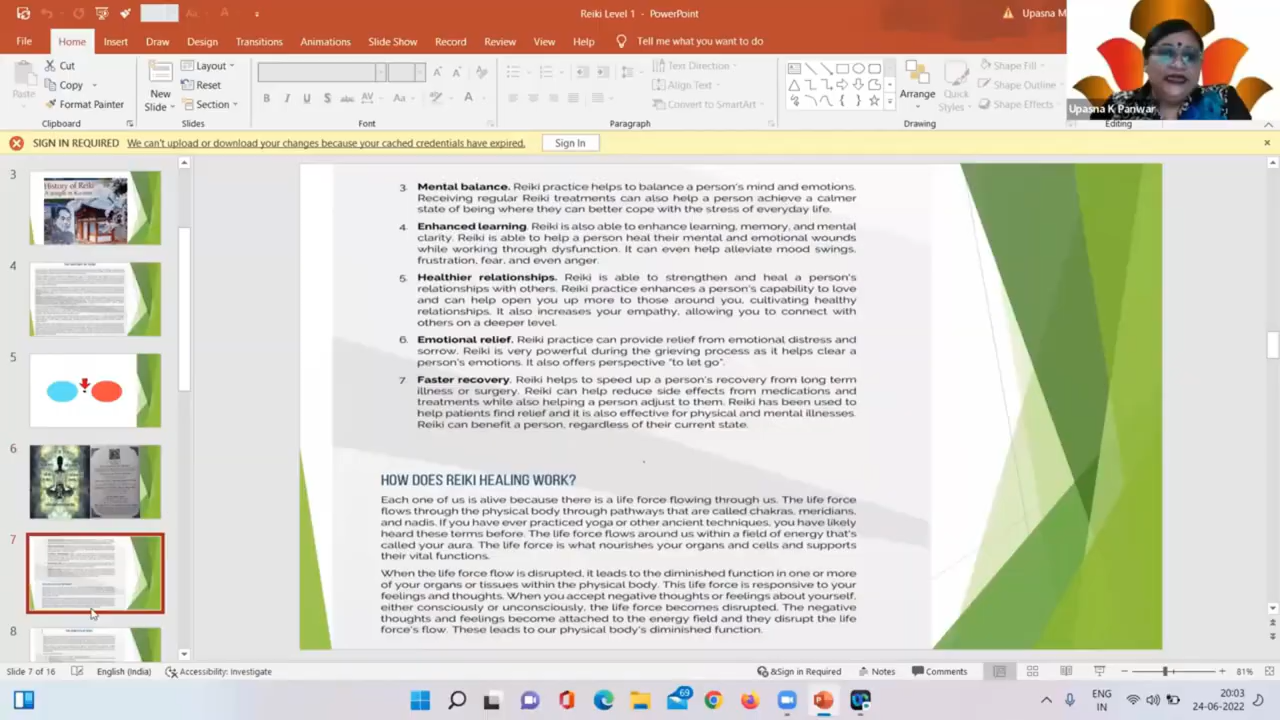 Reiki Level 1 - PowerPoint
Upasna M
File Home Insert Draw Design Transitions Animations Slide Show Record Review View Help Tell me what you want to do
Paste
Cut
Copy
Format Painter
Clipboard
New
Slide
Layout
Reset
Section
Slides
B I U S abc AV Aa A
Font
Text Direction
Align Text
Convert to SmartArt
Paragraph
Arrange
Quick
Styles
Shape Fill
Shape Outline
Shape Effects
Drawing
Editing
Upasna K Panwar
SIGN IN REQUIRED We can't upload or download your changes because your cached credentials have expired. Sign In
3
History of Reiki
4
5
6
7
8
3. Mental balance. Reiki practice helps to balance a person's mind and emotions.
Receiving regular Reiki treatments can also help a person achieve a calmer
state of being where they can better cope with the stress of everyday life.
4. Enhanced learning. Reiki is also able to enhance learning, memory, and mental
clarity. Reiki is able to help a person heal their mental and emotional wounds
while working through dysfunction. It can even help alleviate mood swings,
frustration, fear, and even anger.
5. Healthier relationships. Reiki is able to strengthen and heal a person's
relationships with others. Reiki practice enhances a person's capability to love
and can help open you up more to those around you, cultivating healthy
relationships. It also increases your empathy, allowing you to connect with
others on a deeper level.
6. Emotional relief. Reiki practice can provide relief from emotional distress and
sorrow. Reiki is very powerful during the grieving process as it helps clear a
person's emotions. It also offers perspective "to let go".
7. Faster recovery. Reiki helps to speed up a person's recovery from long term
illness or surgery. Reiki can help reduce side effects from medications and
treatments while also helping a person adjust to them. Reiki has been used to
help patients find relief and it is also effective for physical and mental illnesses.
Reiki can benefit a person, regardless of their current state.
HOW DOES REIKI HEALING WORK?
Each one of us is alive because there is a life force flowing through us. The life force
flows through the physical body through pathways that are called chakras, meridians,
and nadis. If you have ever practiced yoga or other ancient techniques, you have likely
heard these terms before. The life force flows around us within a field of energy that's
called your aura. The life force is what nourishes your organs and cells and supports
their vital functions.
When the life force flow is disrupted, it leads to the diminished function in one or more
of your organs or tissues within the physical body. This life force is responsive to your
feelings and thoughts. When you accept negative thoughts or feelings about yourself,
either consciously or unconsciously, the life force becomes disrupted. The negative
thoughts and feelings become attached to the energy field and they disrupt the life
force's flow. These leads to our physical body's diminished function.
Slide 7 of 16 English (India) Accessibility: Investigate &Sign in Required Notes Comments 81%
69
ENG
IN
20:03
24-06-2022